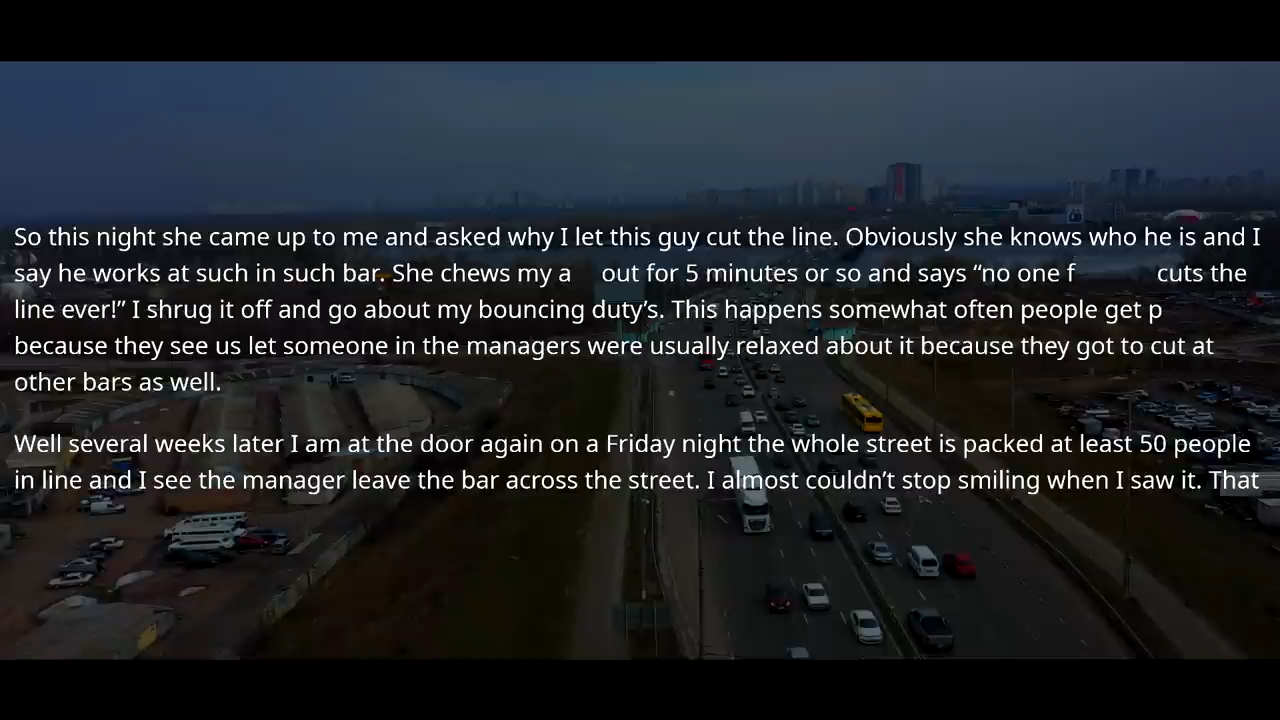 So this night she came up to me and asked why I let this guy cut the line. Obviously she knows who he is and I
say he works at such in such bar. She chews my a out for 5 minutes or so and says “no one f cuts the
line ever!” I shrug it off and go about my bouncing duty’s. This happens somewhat often people get p
because they see us let someone in the managers were usually relaxed about it because they got to cut at
other bars as well.
Well several weeks later I am at the door again on a Friday night the whole street is packed at least 50 people
in line and I see the manager leave the bar across the street. I almost couldn’t stop smiling when I saw it. That